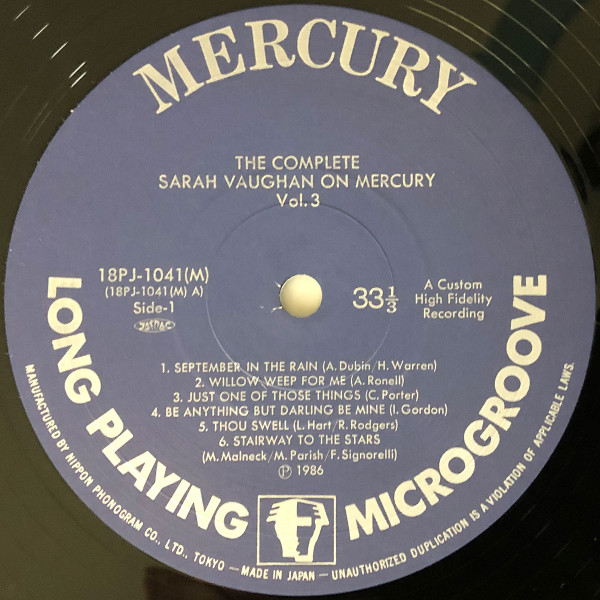 MERCURY
THE COMPLETE
SARAH VAUGHAN ON MERCURY
Vol.3
18PJ-1041(M)
(18PJ-1041(M) A)
Side-1
JASRAC
33 1/3
A Custom
High Fidelity
Recording
1. SEPTEMBER IN THE RAIN (A. Dubin/H. Warren)
2. WILLOW WEEP FOR ME (A. Ronell)
3. JUST ONE OF THOSE THINGS (C. Porter)
4. BE ANYTHING BUT DARLING BE MINE (I. Gordon)
5. THOU SWELL (L. Hart/R. Rodgers)
6. STAIRWAY TO THE STARS
(M. Malneck/M. Parish/F. Signorelli)
Ⓟ 1986
LONG PLAYING MICROGROOVE
MANUFACTURED BY NIPPON PHONOGRAM CO., LTD., TOKYO — MADE IN JAPAN — UNAUTHORIZED DUPLICATION IS A VIOLATION OF APPLICABLE LAWS.